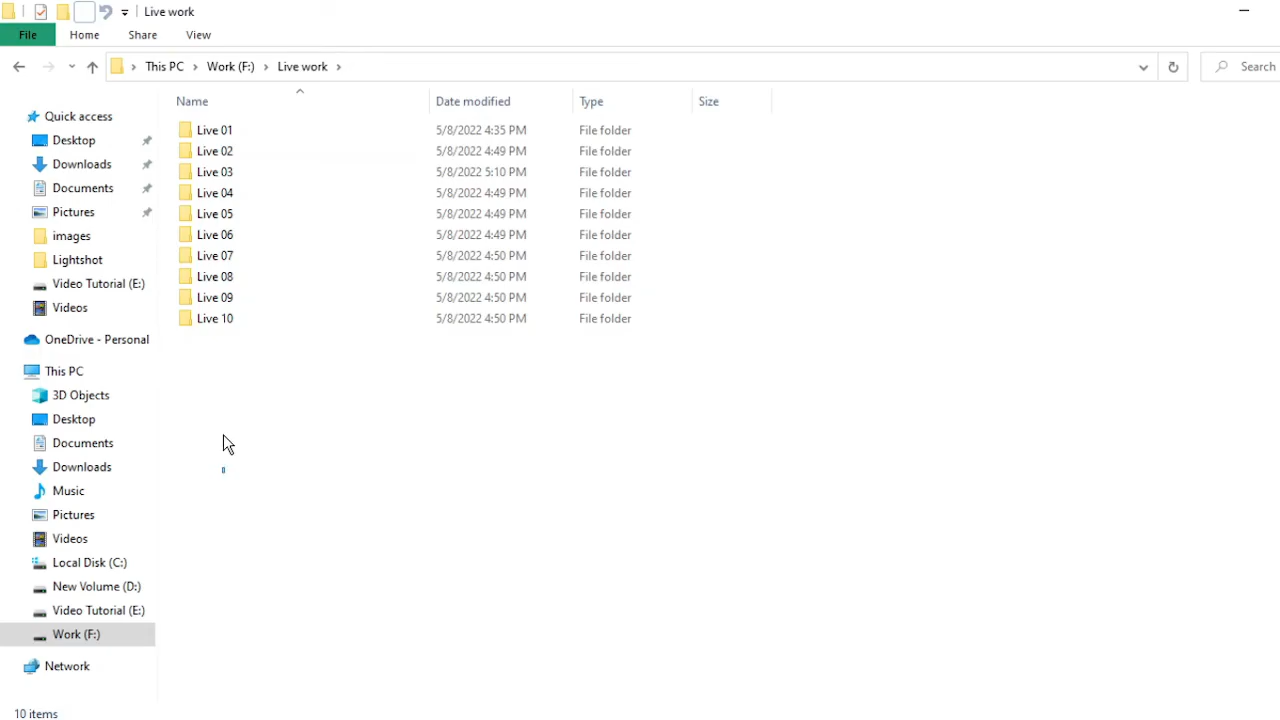 Live work
File Home Share View
This PC Work (F:) Live work Search
Name Date modified Type Size
Quick access
Desktop
Downloads
Documents
Pictures
images
Lightshot
Video Tutorial (E:)
Videos
OneDrive - Personal
This PC
3D Objects
Desktop
Documents
Downloads
Music
Pictures
Videos
Local Disk (C:)
New Volume (D:)
Video Tutorial (E:)
Work (F:)
Network
Live 01 5/8/2022 4:35 PM File folder
Live 02 5/8/2022 4:49 PM File folder
Live 03 5/8/2022 5:10 PM File folder
Live 04 5/8/2022 4:49 PM File folder
Live 05 5/8/2022 4:49 PM File folder
Live 06 5/8/2022 4:49 PM File folder
Live 07 5/8/2022 4:50 PM File folder
Live 08 5/8/2022 4:50 PM File folder
Live 09 5/8/2022 4:50 PM File folder
Live 10 5/8/2022 4:50 PM File folder
10 items